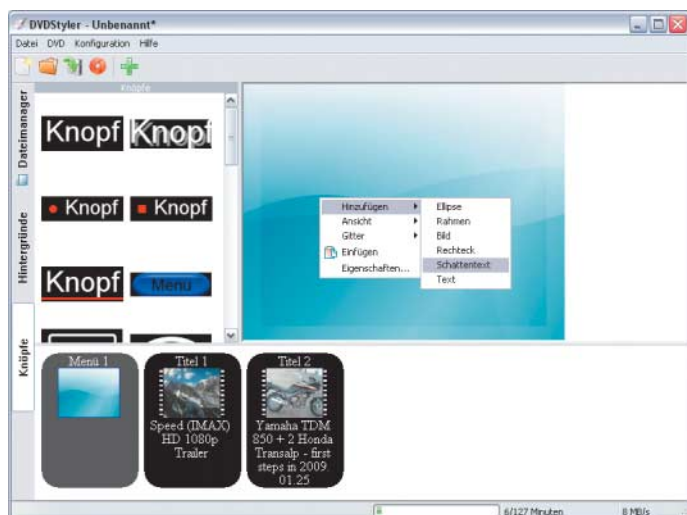 DVDStyler - Unbenannt*
Datei DVD Konfiguration Hilfe
Knöpfe
Dateimanager
Hintergründe
Knöpfe
Knopf
Knopf
Knopf
Knopf
Knopf
Menü
Hinzufügen
Ansicht
Gitter
Einfügen
Eigenschaften...
Ellipse
Rahmen
Bild
Rechteck
Schattentext
Text
Menü 1
Titel 1
Speed (IMAX)
HD 1080p
Trailer
Titel 2
Yamaha TDM
850 + 2 Honda
Transalp - first
steps in 2009.
01.25
6/127 Minuten
8 MB/s